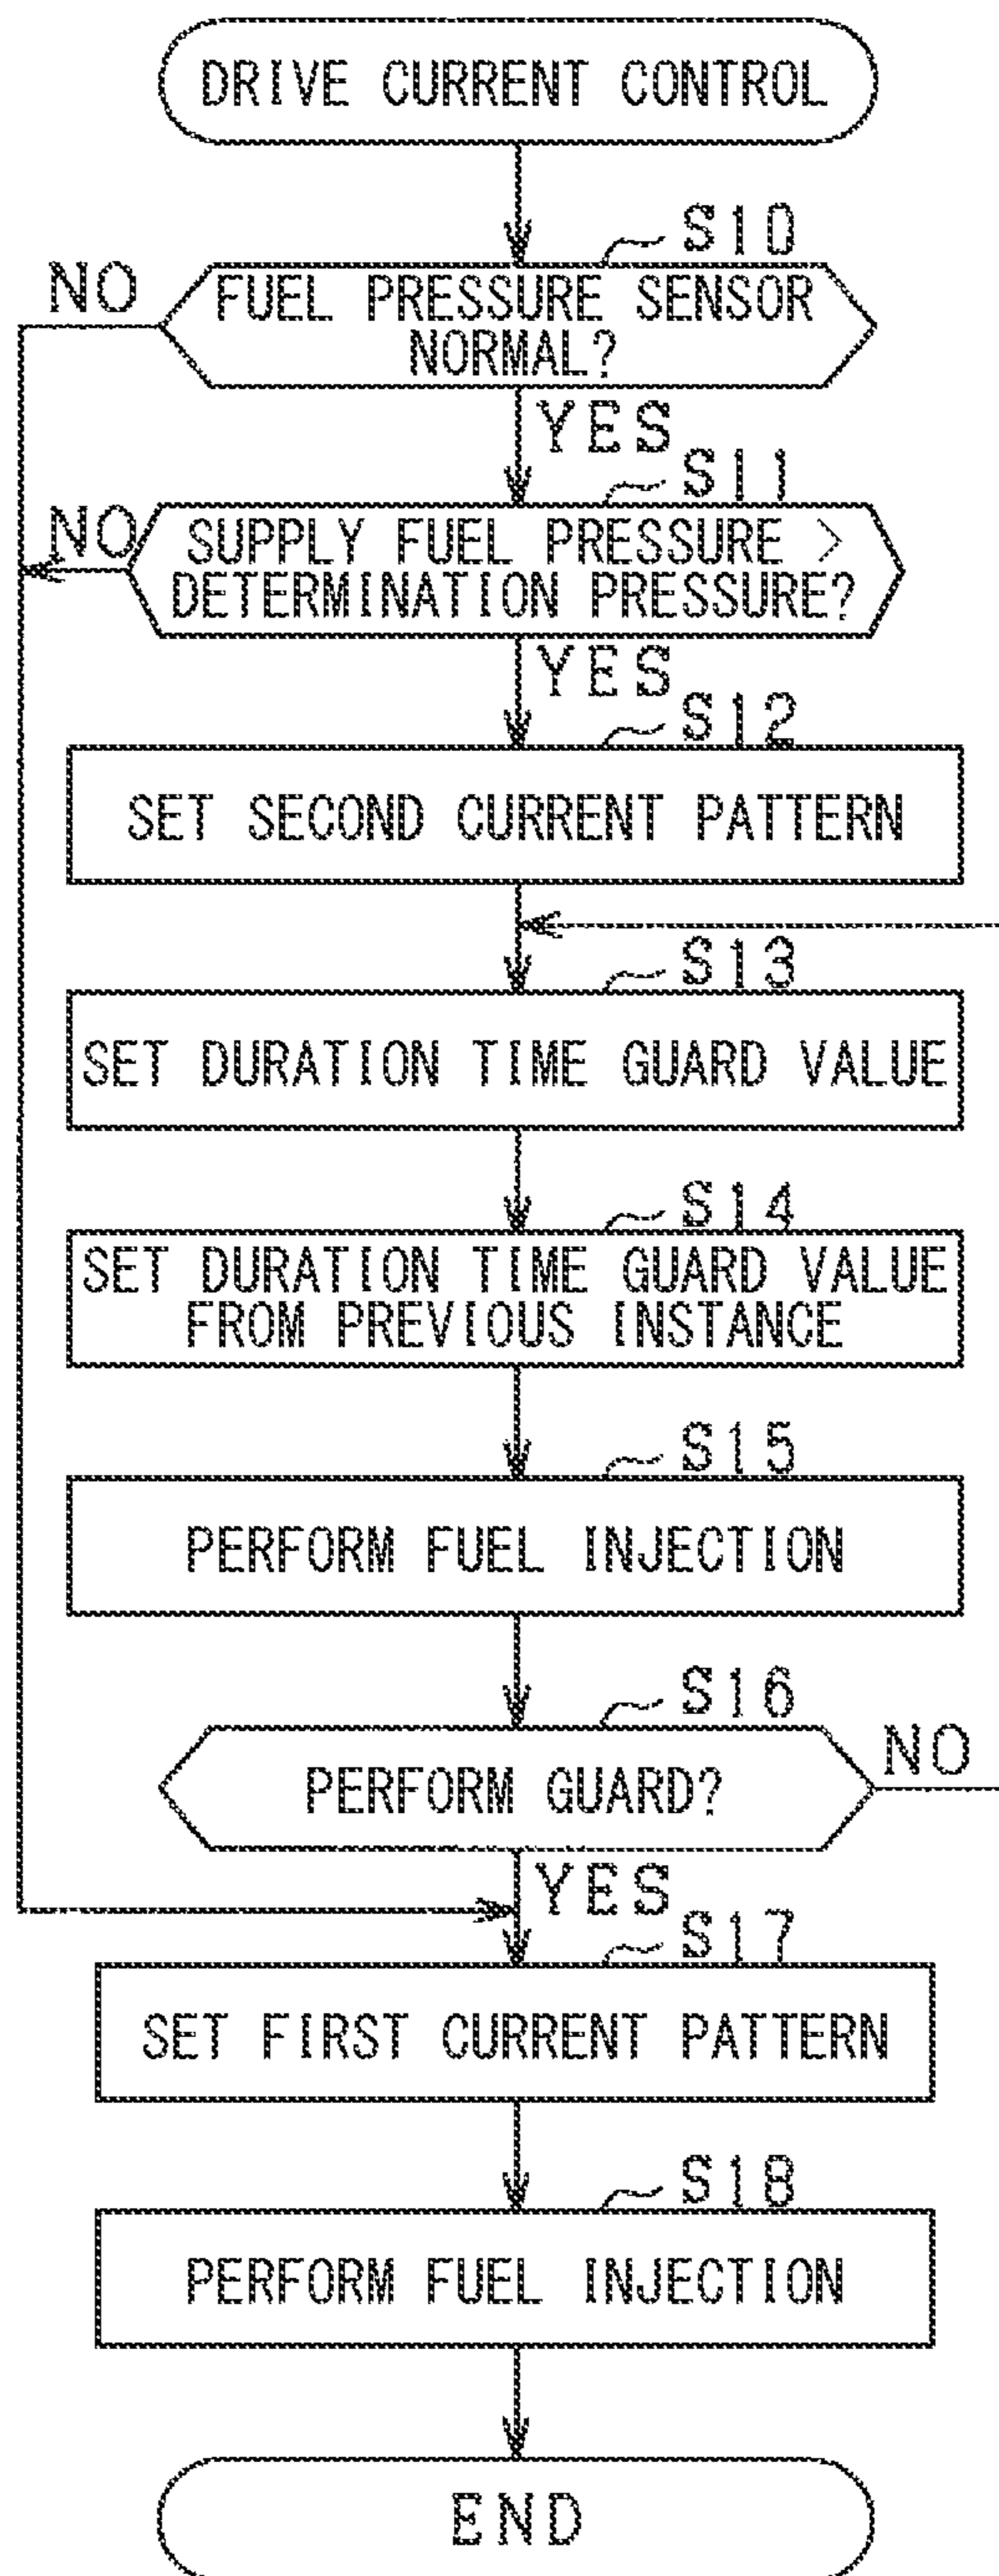 DRIVE CURRENT CONTROL
S10
NO
FUEL PRESSURE SENSOR
NORMAL?
YES
S11
NO
SUPPLY FUEL PRESSURE >
DETERMINATION PRESSURE?
YES
S12
SET SECOND CURRENT PATTERN
S13
SET DURATION TIME GUARD VALUE
S14
SET DURATION TIME GUARD VALUE
FROM PREVIOUS INSTANCE
S15
PERFORM FUEL INJECTION
S16
NO
PERFORM GUARD?
YES
S17
SET FIRST CURRENT PATTERN
S18
PERFORM FUEL INJECTION
END